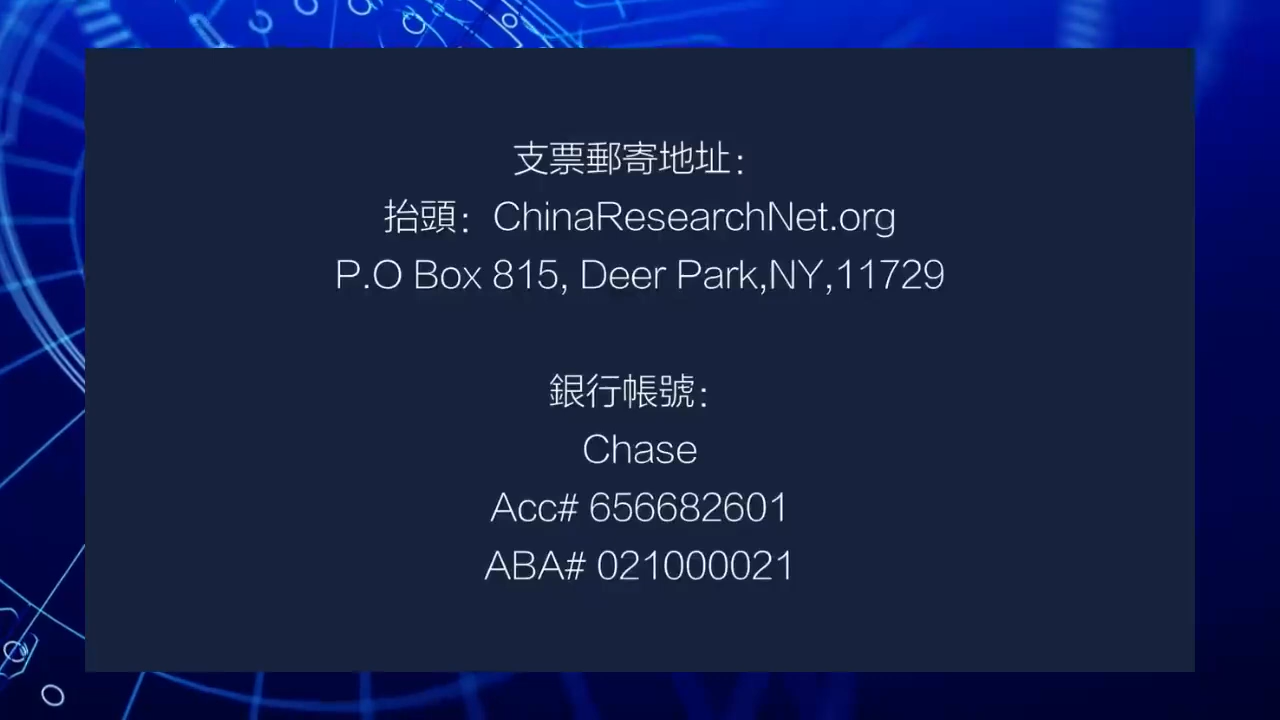 支票郵寄地址：
抬頭：ChinaResearchNet.org
P.O Box 815, Deer Park,NY,11729
銀行帳號：
Chase
Acc# 656682601
ABA# 021000021